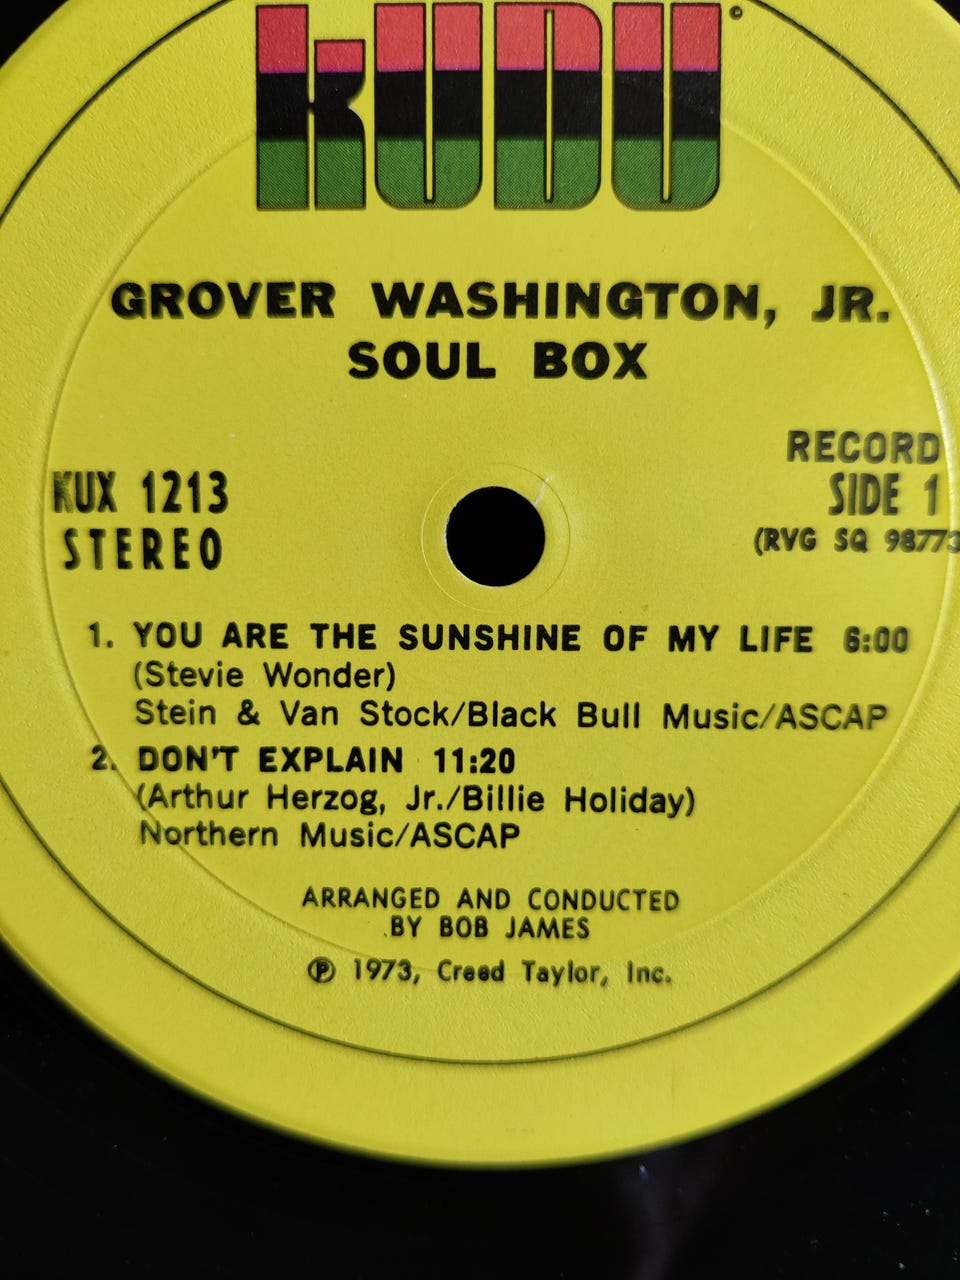 KUDU
GROVER WASHINGTON, JR.
SOUL BOX
RECORD
KUX 1213
SIDE 1
STEREO
(RVG SQ 98773
1. YOU ARE THE SUNSHINE OF MY LIFE 6:00
(Stevie Wonder)
Stein & Van Stock/Black Bull Music/ASCAP
2. DON'T EXPLAIN 11:20
(Arthur Herzog, Jr./Billie Holiday)
Northern Music/ASCAP
ARRANGED AND CONDUCTED
BY BOB JAMES
℗ 1973, Creed Taylor, Inc.